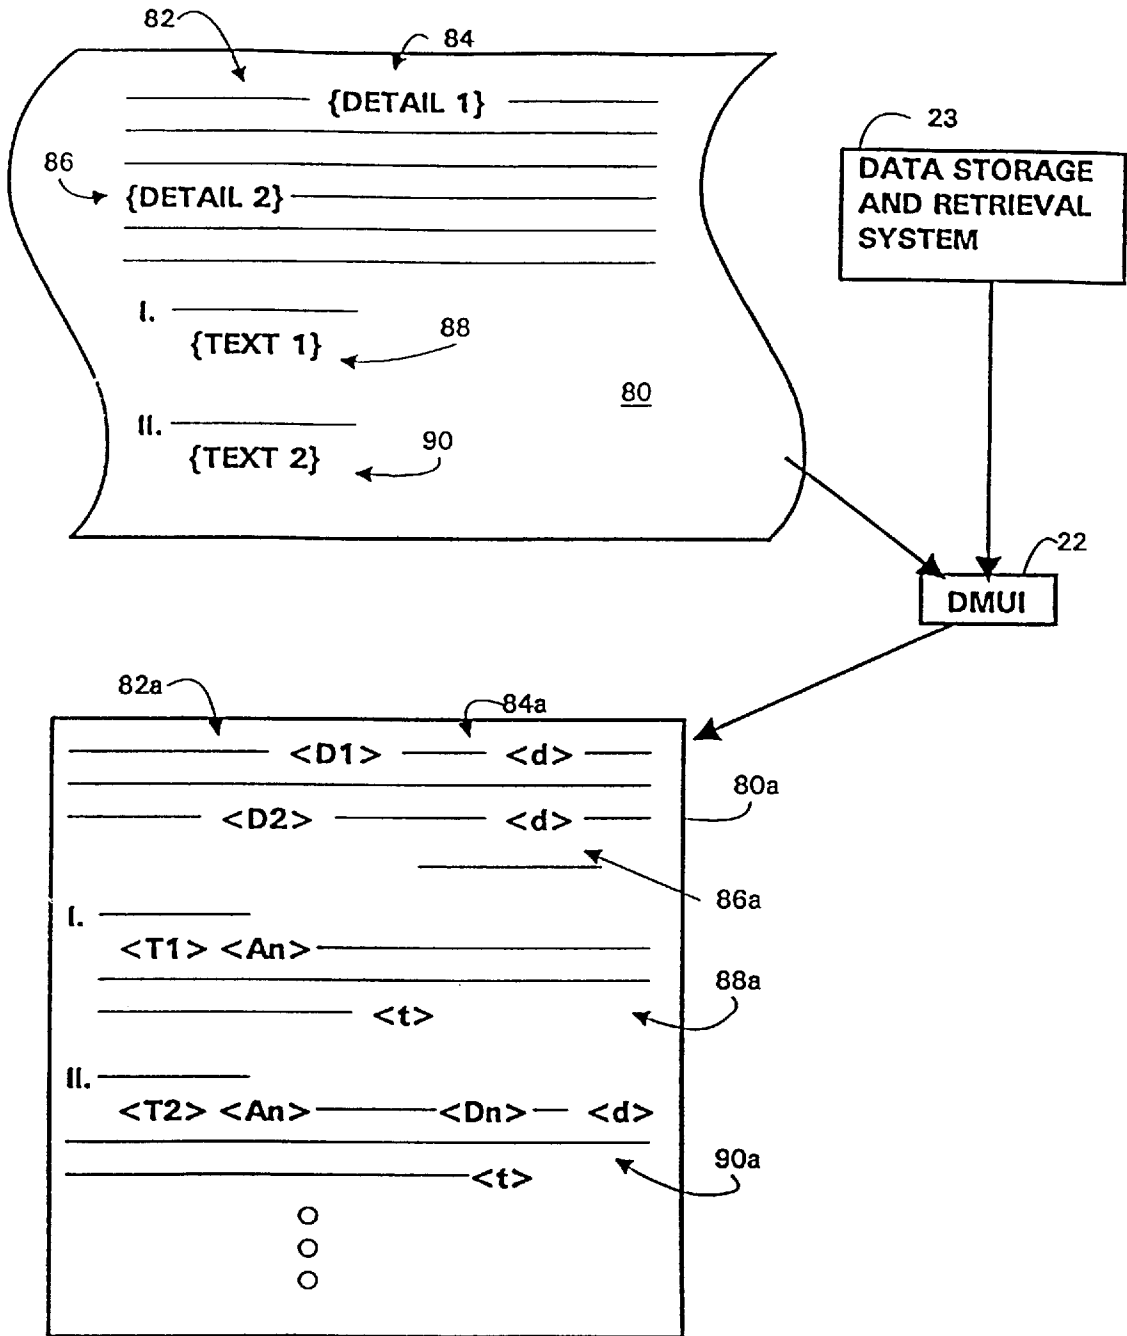 82
84
{DETAIL 1}
23
86
{DETAIL 2}
DATA STORAGE
AND RETRIEVAL
SYSTEM
I.
{TEXT 1}
88
80
II.
{TEXT 2}
90
22
DMUI
82a
84a
<D1> <d>
80a
<D2> <d>
86a
I.
<T1> <An>
88a
<t>
II.
<T2> <An> <Dn> <d>
90a
<t>